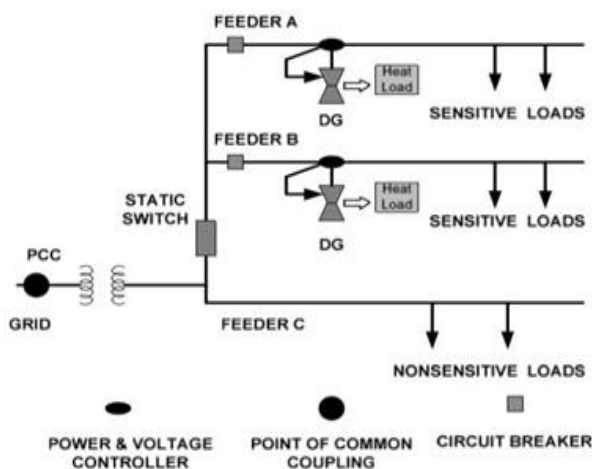 FEEDER A
Heat
Load
DG
SENSITIVE LOADS
FEEDER B
Heat
Load
DG
SENSITIVE LOADS
STATIC
SWITCH
PCC
GRID
FEEDER C
NONSENSITIVE LOADS
POWER & VOLTAGE
CONTROLLER
POINT OF COMMON
COUPLING
CIRCUIT BREAKER